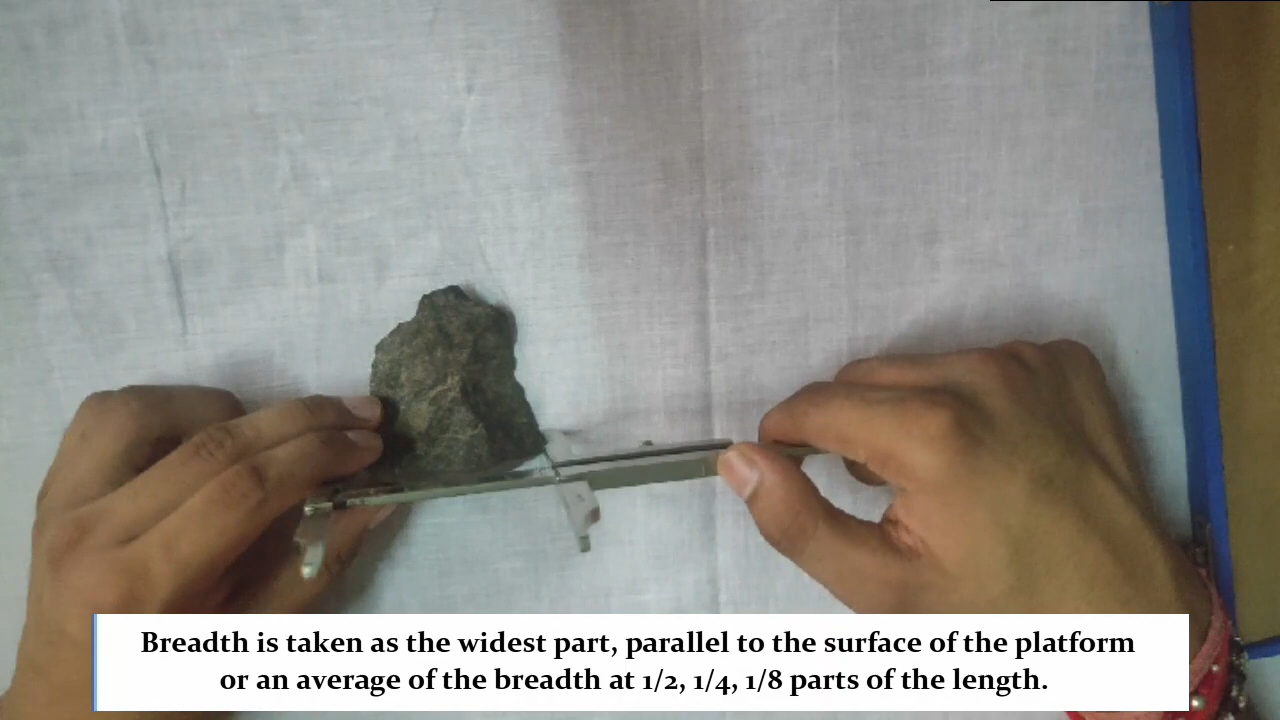 Breadth is taken as the widest part, parallel to the surface of the platform
or an average of the breadth at 1/2, 1/4, 1/8 parts of the length.